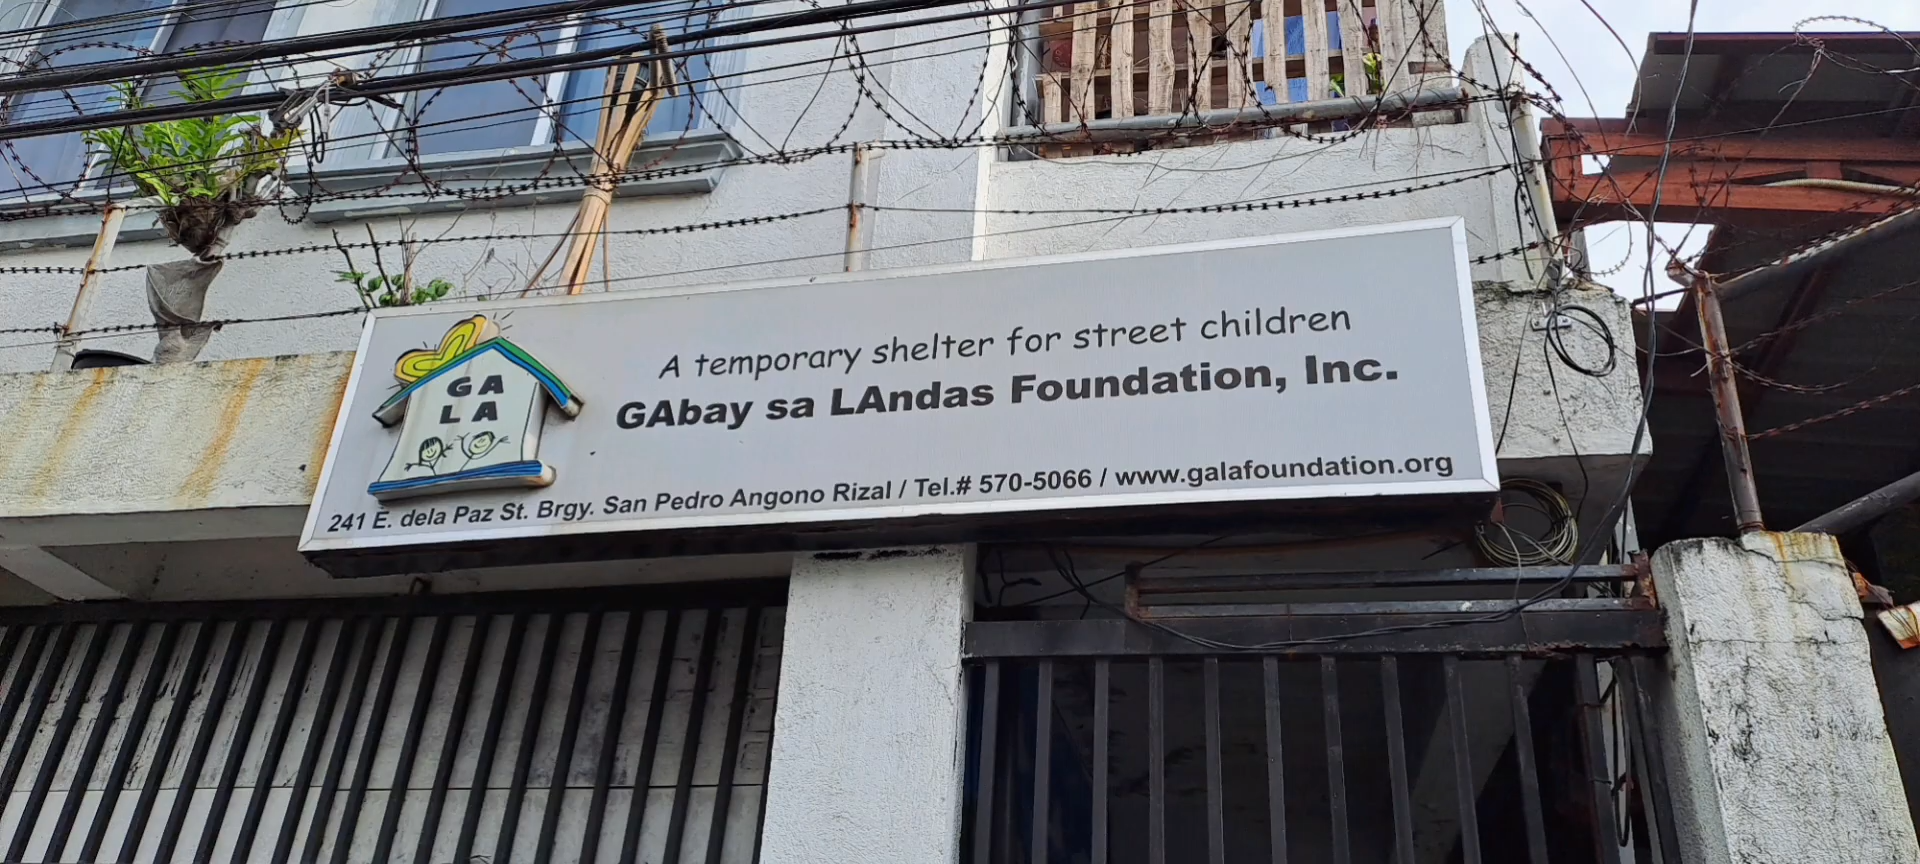 GA
LA
A temporary shelter for street children
GAbay sa LAndas Foundation, Inc.
241 E. dela Paz St. Brgy. San Pedro Angono Rizal / Tel.# 570-5066 / www.galafoundation.org